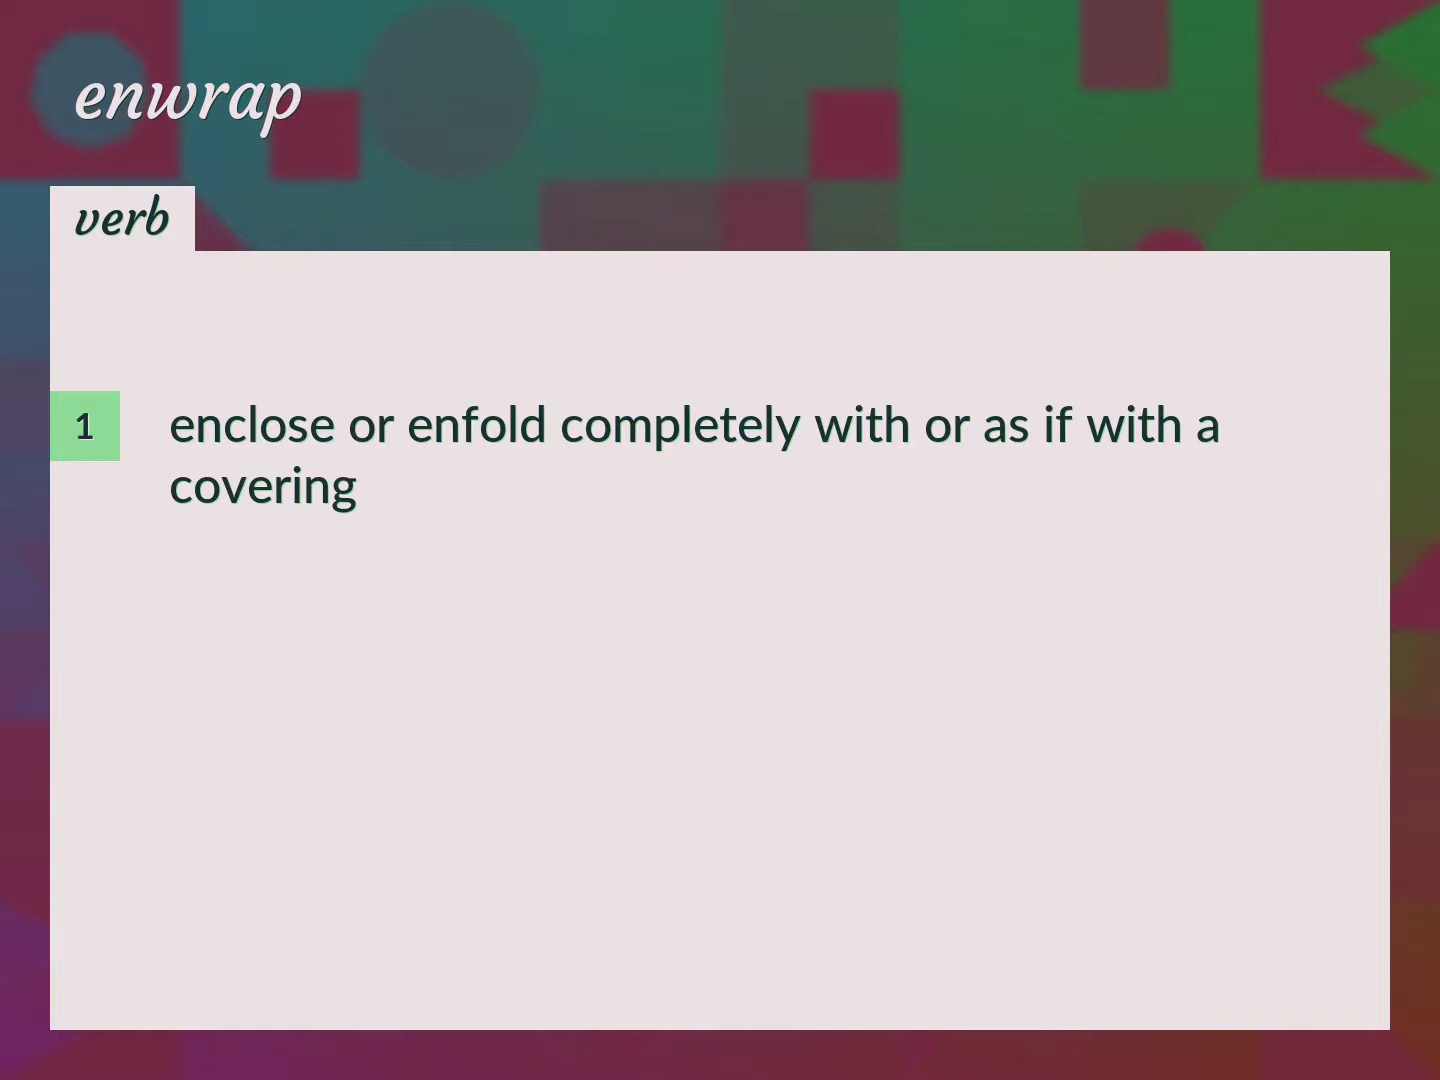 enwrap
verb
1 enclose or enfold completely with or as if with a
covering